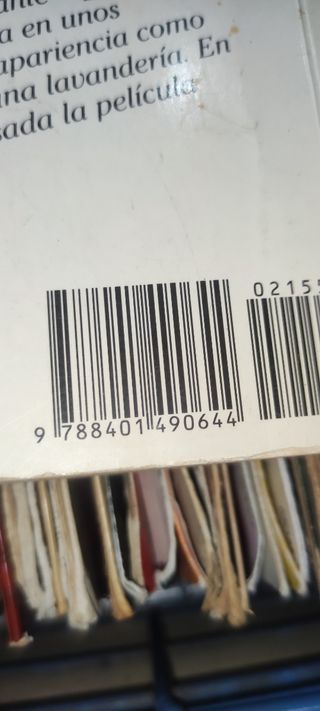 a en unos
apariencia como
una lavandería. En
sada la película
0215
9 788401 490644